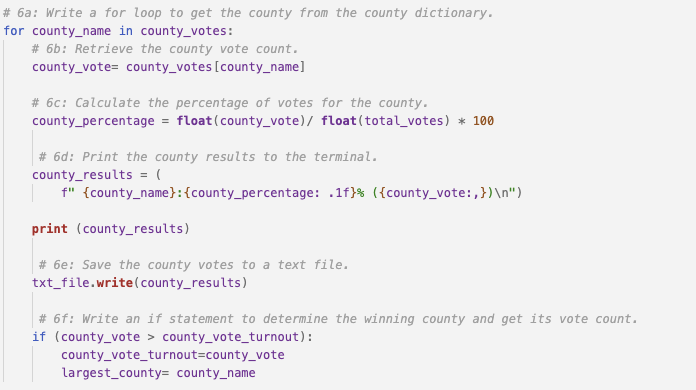 # 6a: Write a for loop to get the county from the county dictionary.
for county_name in county_votes:
    # 6b: Retrieve the county vote count.
    county_vote= county_votes[county_name]
    # 6c: Calculate the percentage of votes for the county.
    county_percentage = float(county_vote)/ float(total_votes) * 100
     # 6d: Print the county results to the terminal.
    county_results = (
        f" {county_name}:{county_percentage: .1f}% ({county_vote:,})\n")
    print (county_results)
     # 6e: Save the county votes to a text file.
    txt_file.write(county_results)
     # 6f: Write an if statement to determine the winning county and get its vote count.
    if (county_vote > county_vote_turnout):
        county_vote_turnout=county_vote
        largest_county= county_name